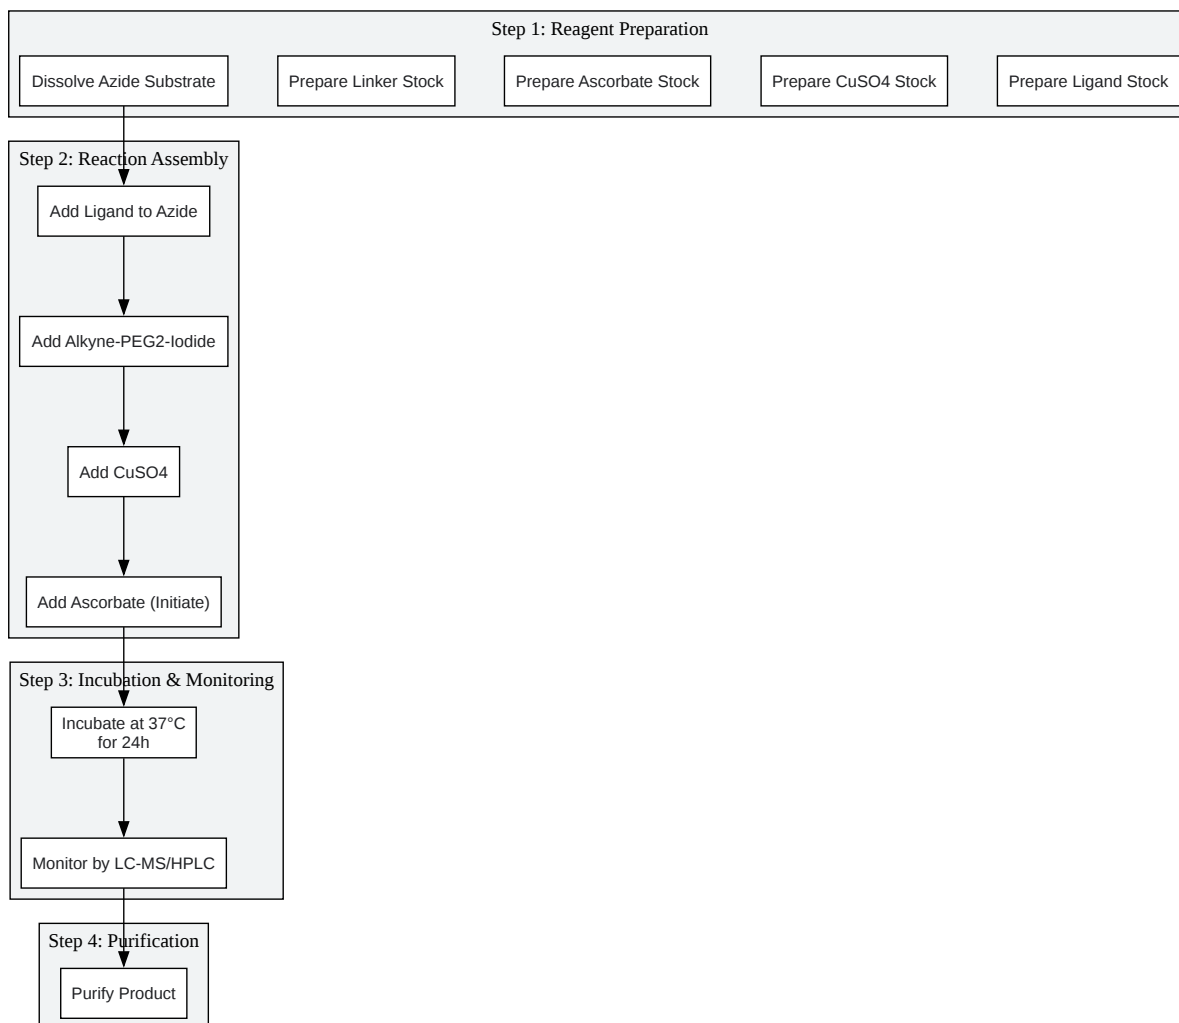 Step 1: Reagent Preparation
Dissolve Azide Substrate
Prepare Linker Stock
Prepare Ascorbate Stock
Prepare CuSO4 Stock
Prepare Ligand Stock
Step 2: Reaction Assembly
Add Ligand to Azide
Add Alkyne-PEG2-Iodide
Add CuSO4
Add Ascorbate (Initiate)
Step 3: Incubation & Monitoring
Incubate at 37°C
for 24h
Monitor by LC-MS/HPLC
Step 4: Purification
Purify Product